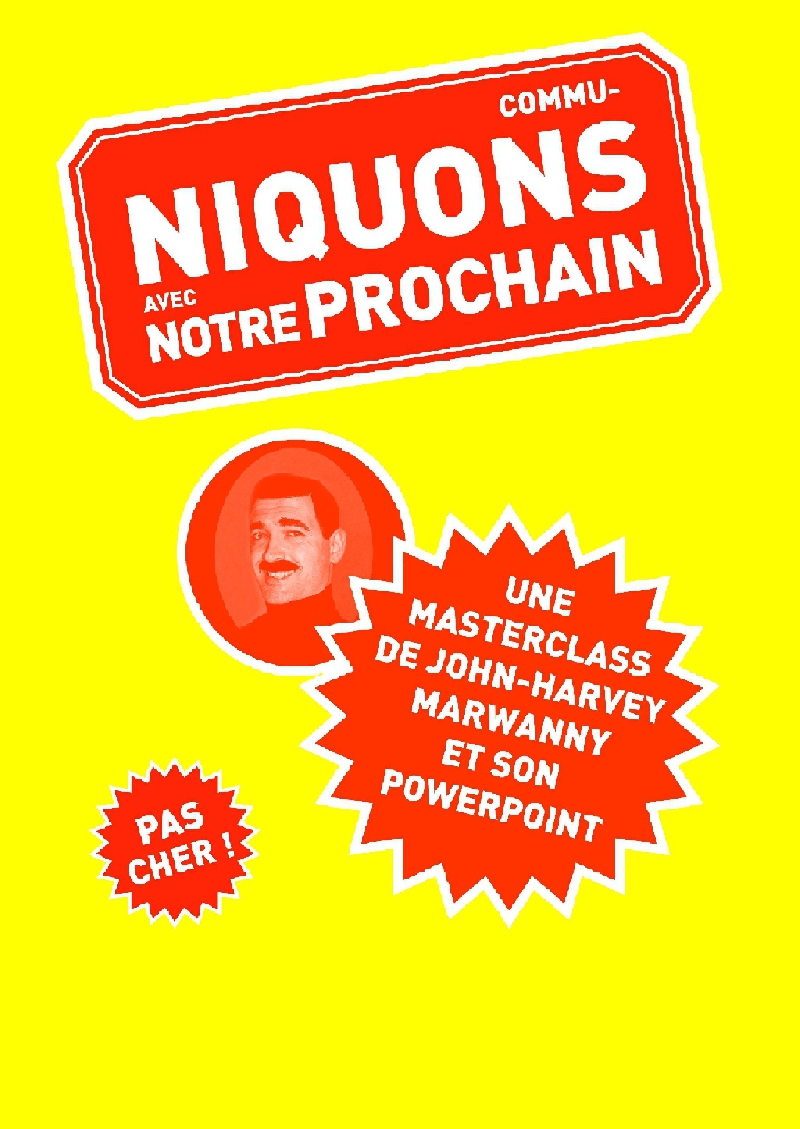 COMMU-
NIQUONS
AVEC
NOTRE PROCHAIN
UNE
MASTERCLASS
DE JOHN-HARVEY
MARWANNY
ET SON
POWERPOINT
PAS
CHER !